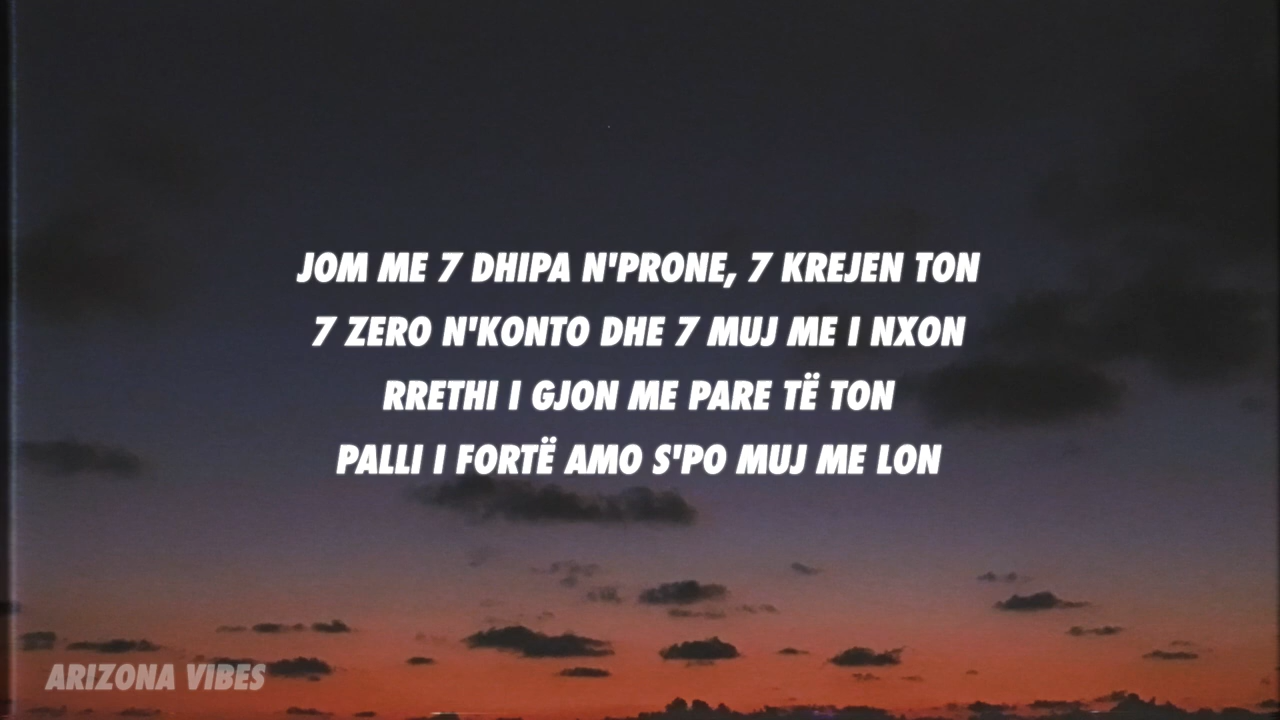 JOM ME 7 DHIPA N'PRONE, 7 KREJEN TON
7 ZERO N'KONTO DHE 7 MUJ ME I NXON
RRETHI I GJON ME PARE TË TON
PALLI I FORTË AMO S'PO MUJ ME LON
ARIZONA VIBES